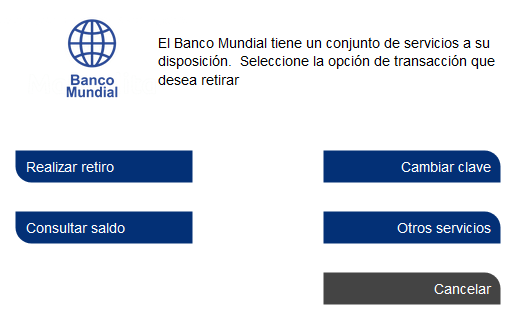 El Banco Mundial tiene un conjunto de servicios a su
disposición.  Seleccione la opción de transacción que
desea retirar
Banco
Mundial
Realizar retiro
Cambiar clave
Consultar saldo
Otros servicios
Cancelar